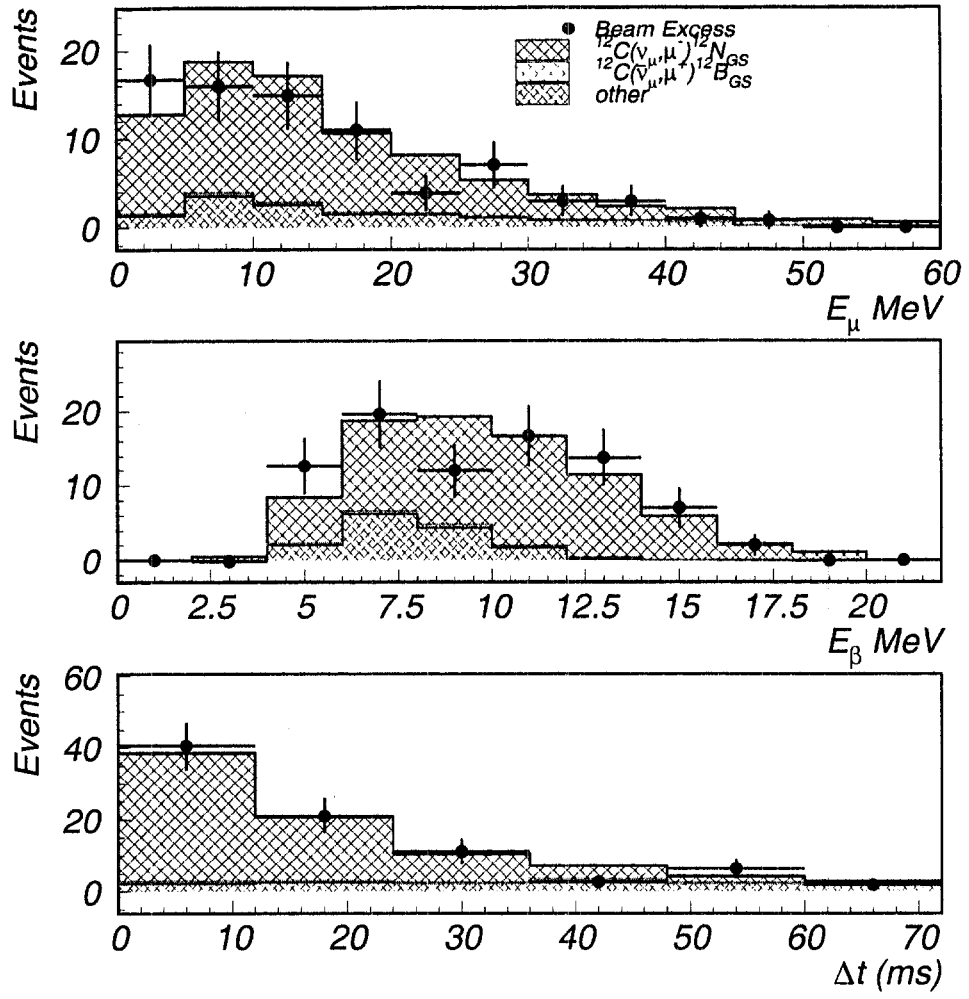 Events
20
10
0
Beam Excess
¹²C(ν_μ,μ⁻)¹²N_GS
¹²C(ν̄_μ,μ⁺)¹²B_GS
other
0 10 20 30 40 50 60
E_μ MeV
Events
20
10
0
0 2.5 5 7.5 10 12.5 15 17.5 20
E_β MeV
Events
60
40
20
0
0 10 20 30 40 50 60 70
Δt (ms)